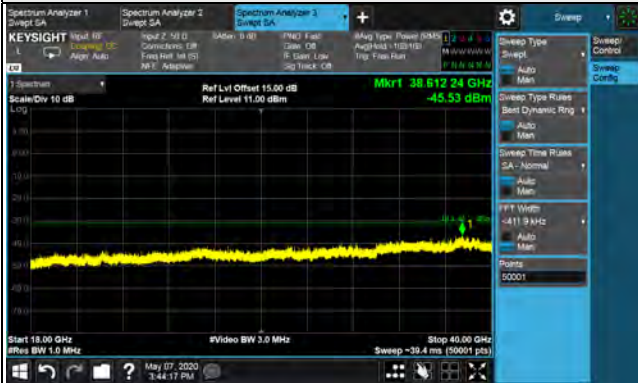 Spectrum Analyzer 1
Swept SA
Spectrum Analyzer 2
Swept SA
Spectrum Analyzer 3
Swept SA
+
Sweep
KEYSIGHT
Input: RF
Coupling: DC
Align: Auto
Input Z: 50 Ω
Corrections: Off
Freq Ref: Int (S)
NFE: Adaptive
#Atten: 0 dB
PNO: Fast
Gate: Off
IF Gain: Low
Sig Track: Off
#Avg Type: Power (RMS)
Trig: Free Run
1 Spectrum
Scale/Div 10 dB
Log
Ref Lvl Offset 15.00 dB
Ref Level 11.00 dBm
Mkr1 38.612 24 GHz
-45.53 dBm
1
Start 18.00 GHz
#Res BW 1.0 MHz
#Video BW 3.0 MHz
Stop 40.00 GHz
Sweep ~39.4 ms (50001 pts)
Sweep Type
Swept
Auto
Man
Sweep Type Rules
Best Dynamic Rng
Auto
Man
Sweep Time Rules
SA - Normal
Auto
Man
FFT Width
<411.9 kHz
Auto
Man
Points
50001
Sweep/
Control
Sweep
Config
?
May 07, 2020
3:44:17 PM